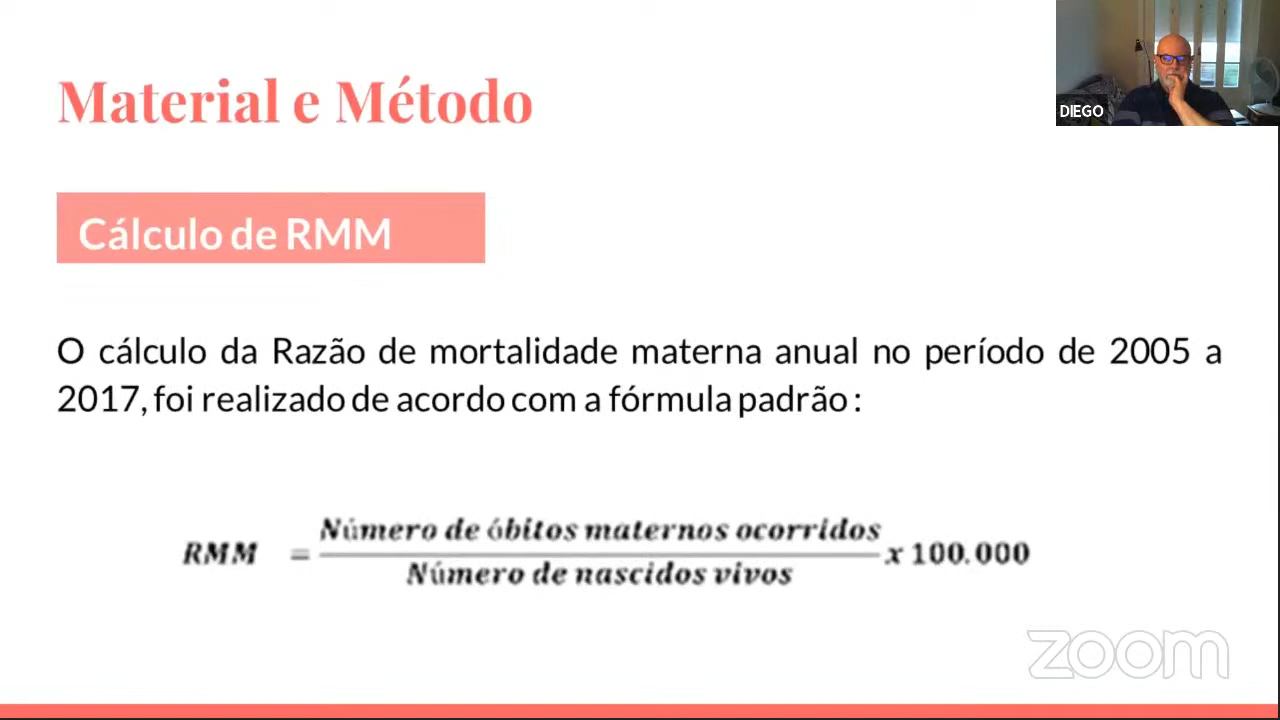 Material e Método
DIEGO
Cálculo de RMM
O cálculo da Razão de mortalidade materna anual no período de 2005 a
2017, foi realizado de acordo com a fórmula padrão :
Número de óbitos maternos ocorridos
RMM = x 100.000
Número de nascidos vivos
zoom